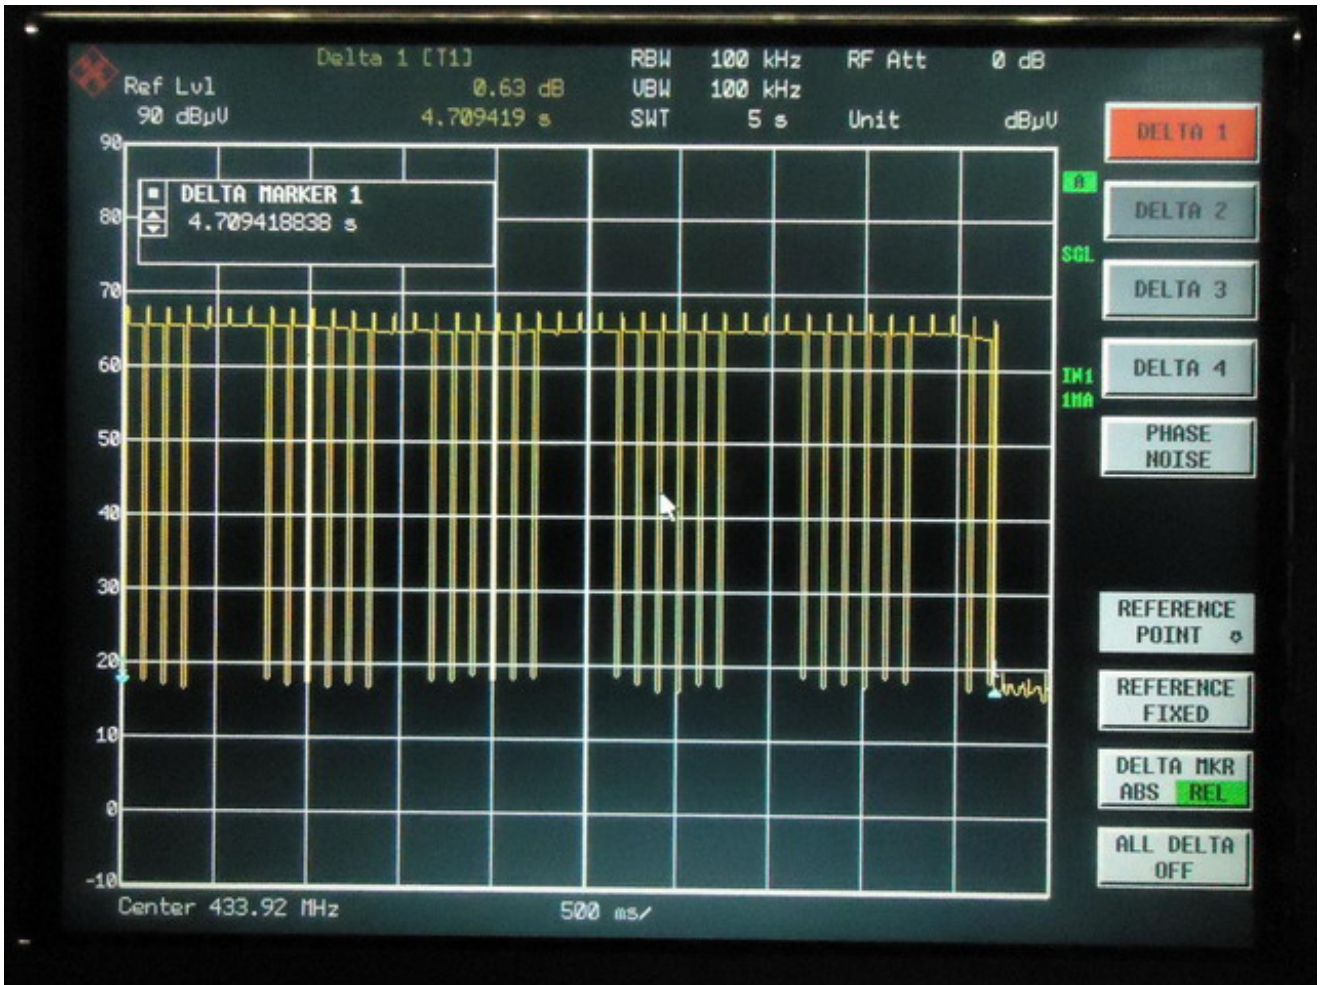 Delta 1 [T1] RBW 100 kHz RF Att 0 dB
Ref Lvl 0.63 dB VBW 100 kHz
90 dBµV 4.709419 s SWT 5 s Unit dBµV
90
DELTA MARKER 1
4.709418838 s
80
70
60
50
40
30
20
10
0
-10
Center 433.92 MHz 500 ms/
A
SGL
IN1
1MA
DELTA 1
DELTA 2
DELTA 3
DELTA 4
PHASE
NOISE
REFERENCE
POINT
REFERENCE
FIXED
DELTA MKR
ABS REL
ALL DELTA
OFF